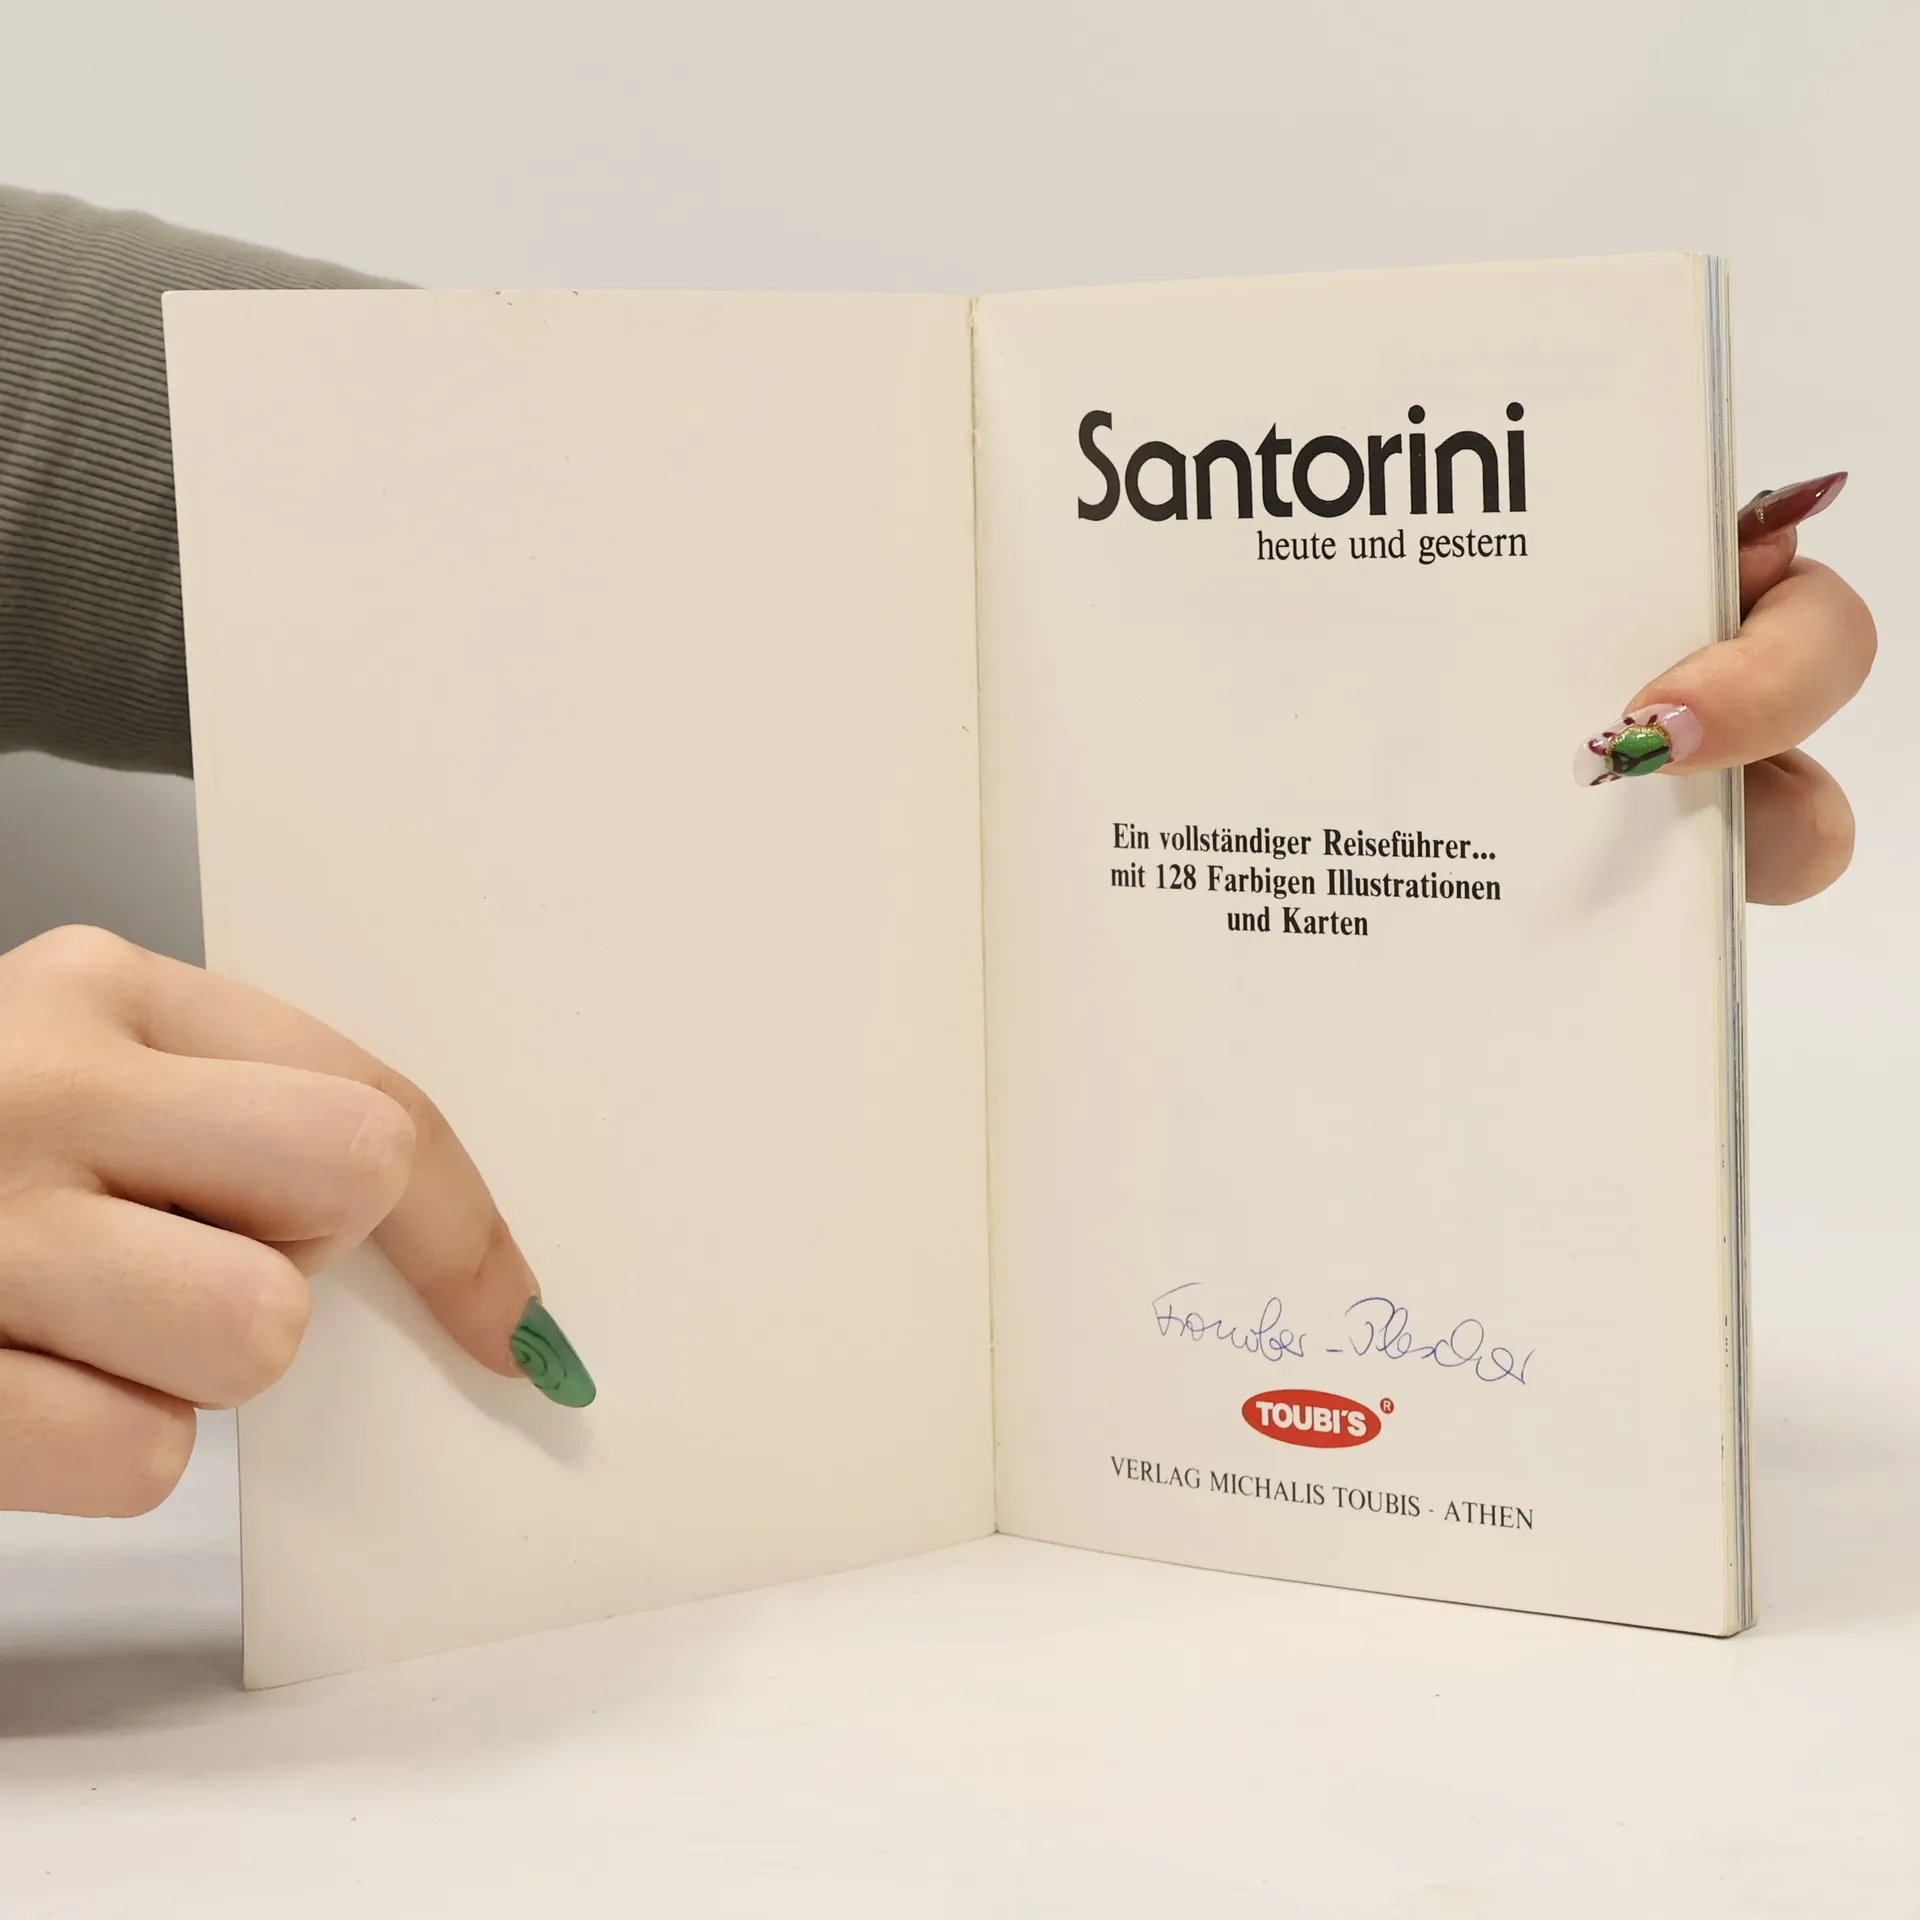 Santorini
heute und gestern
Ein vollständiger Reiseführer...
mit 128 Farbigen Illustrationen
und Karten
TOUBI'S ®
VERLAG MICHALIS TOUBIS - ATHEN